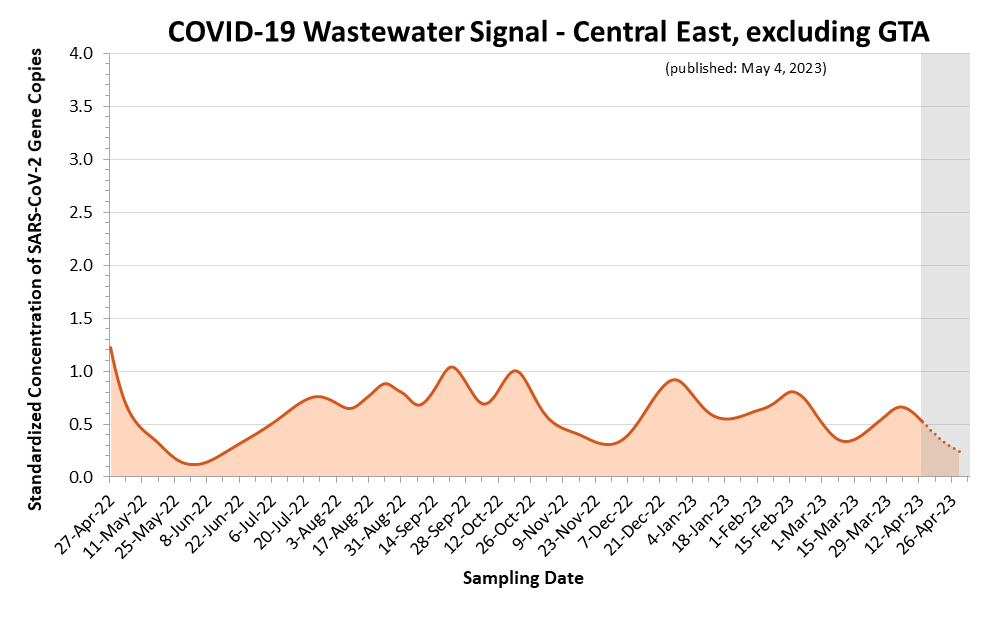 COVID-19 Wastewater Signal - Central East, excluding GTA
(published: May 4, 2023)
Standardized Concentration of SARS-CoV-2 Gene Copies
4.0
3.5
3.0
2.5
2.0
1.5
1.0
0.5
0.0
27-Apr-22
11-May-22
25-May-22
8-Jun-22
22-Jun-22
6-Jul-22
20-Jul-22
3-Aug-22
17-Aug-22
31-Aug-22
14-Sep-22
28-Sep-22
12-Oct-22
26-Oct-22
9-Nov-22
23-Nov-22
7-Dec-22
21-Dec-22
4-Jan-23
18-Jan-23
1-Feb-23
15-Feb-23
1-Mar-23
15-Mar-23
29-Mar-23
12-Apr-23
26-Apr-23
Sampling Date